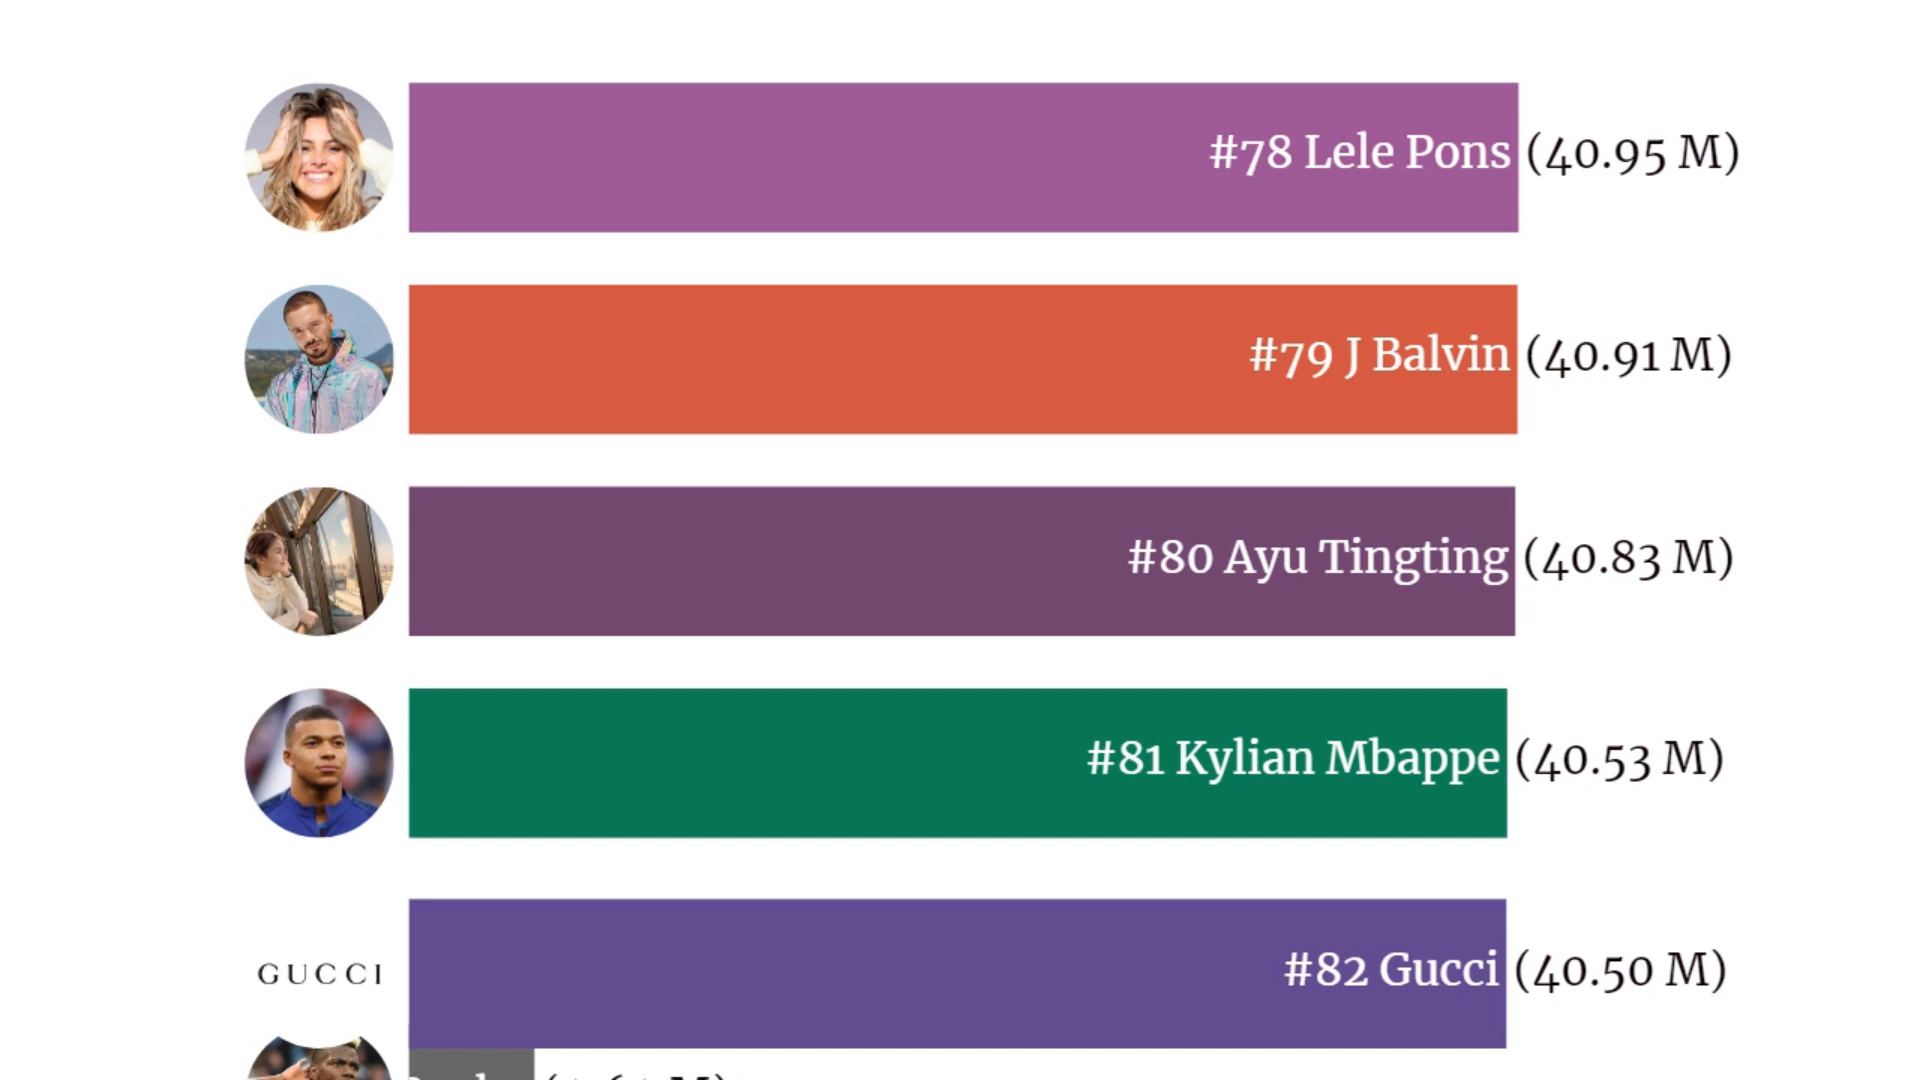 #78 Lele Pons (40.95 M)
#79 J Balvin (40.91 M)
#80 Ayu Tingting (40.83 M)
#81 Kylian Mbappe (40.53 M)
GUCCI #82 Gucci (40.50 M)